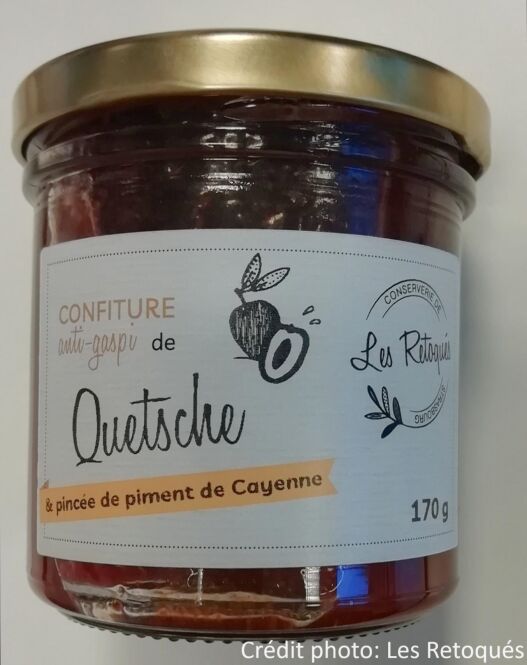 CONFITURE
anti-gaspi de
Quetsche
& pincée de piment de Cayenne
CONSERVERIE DE
Les Retoqués
STRASBOURG
170 g
Crédit photo: Les Retoqués